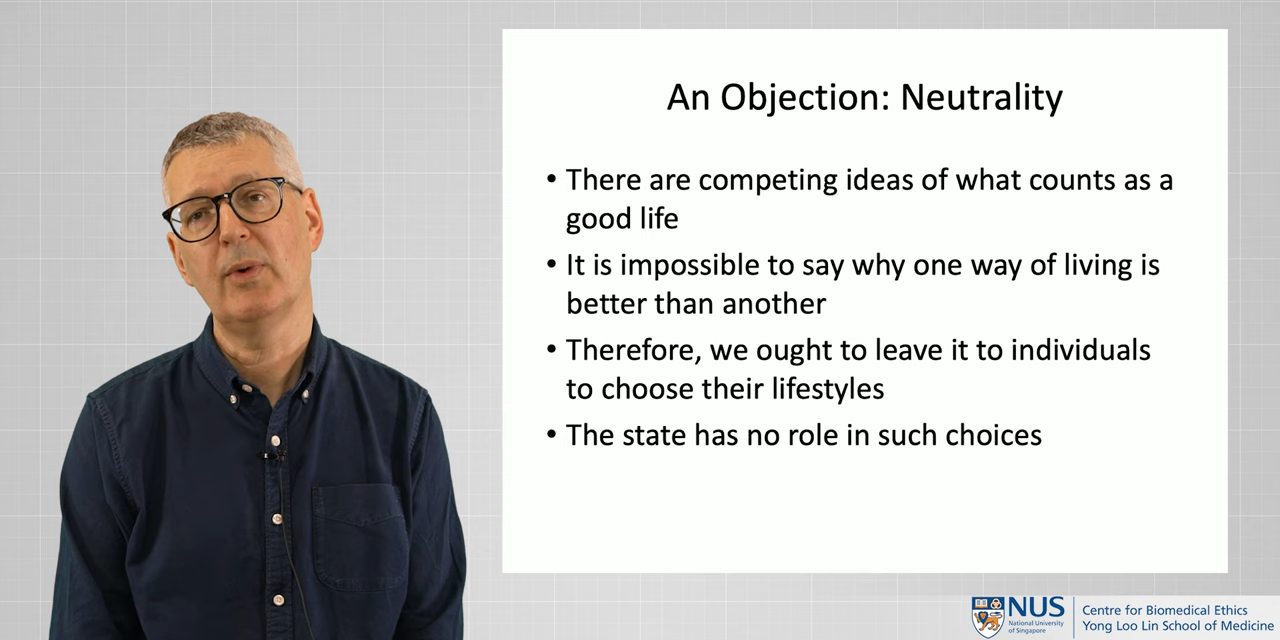 An Objection: Neutrality
• There are competing ideas of what counts as a
good life
• It is impossible to say why one way of living is
better than another
• Therefore, we ought to leave it to individuals
to choose their lifestyles
• The state has no role in such choices
NUS
National University
of Singapore
Centre for Biomedical Ethics
Yong Loo Lin School of Medicine